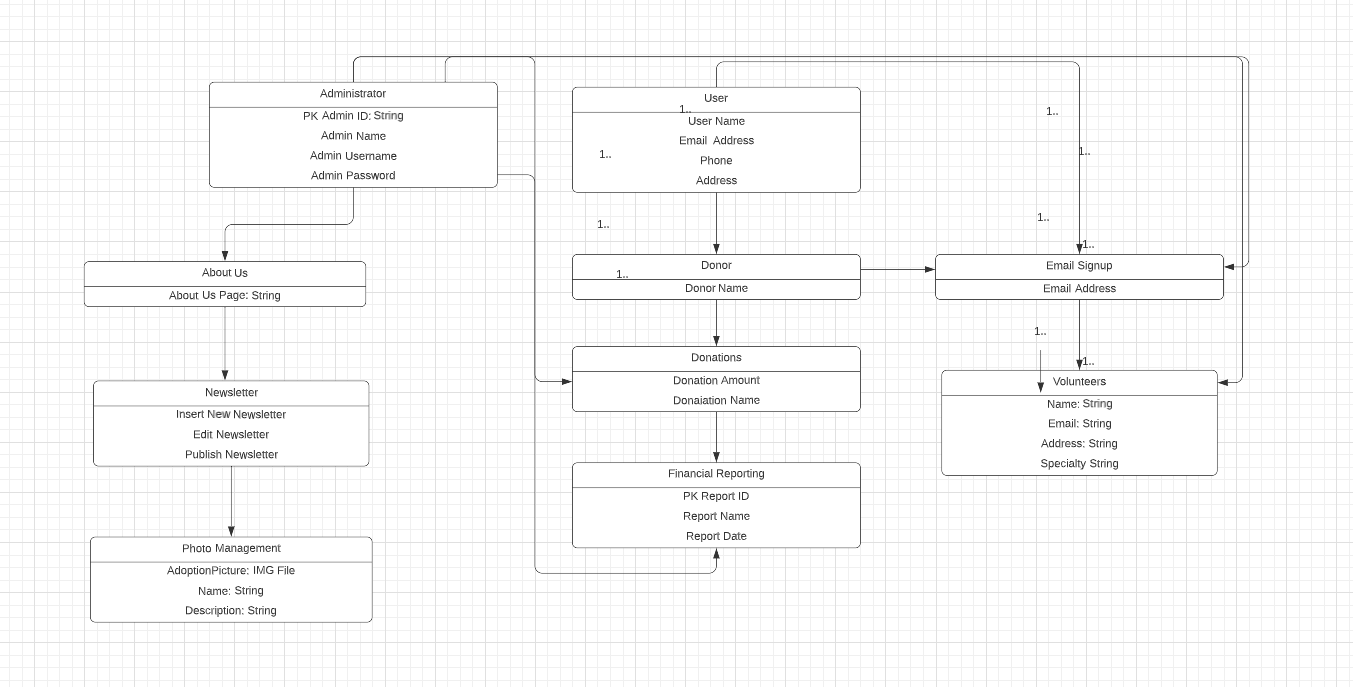 Administrator
PK Admin ID: String
Admin Name
Admin Username
Admin Password
About Us
About Us Page: String
Newsletter
Insert New Newsletter
Edit Newsletter
Publish Newsletter
Photo Management
AdoptionPicture: IMG File
Name: String
Description: String
User
1..
User Name
Email Address
1..
Phone
Address
1..
Donor
1..
Donor Name
Donations
Donation Amount
Donaiation Name
Financial Reporting
PK Report ID
Report Name
Report Date
1..
1..
1..
1..
Email Signup
Email Address
1..
1..
Volunteers
Name: String
Email: String
Address: String
Specialty String